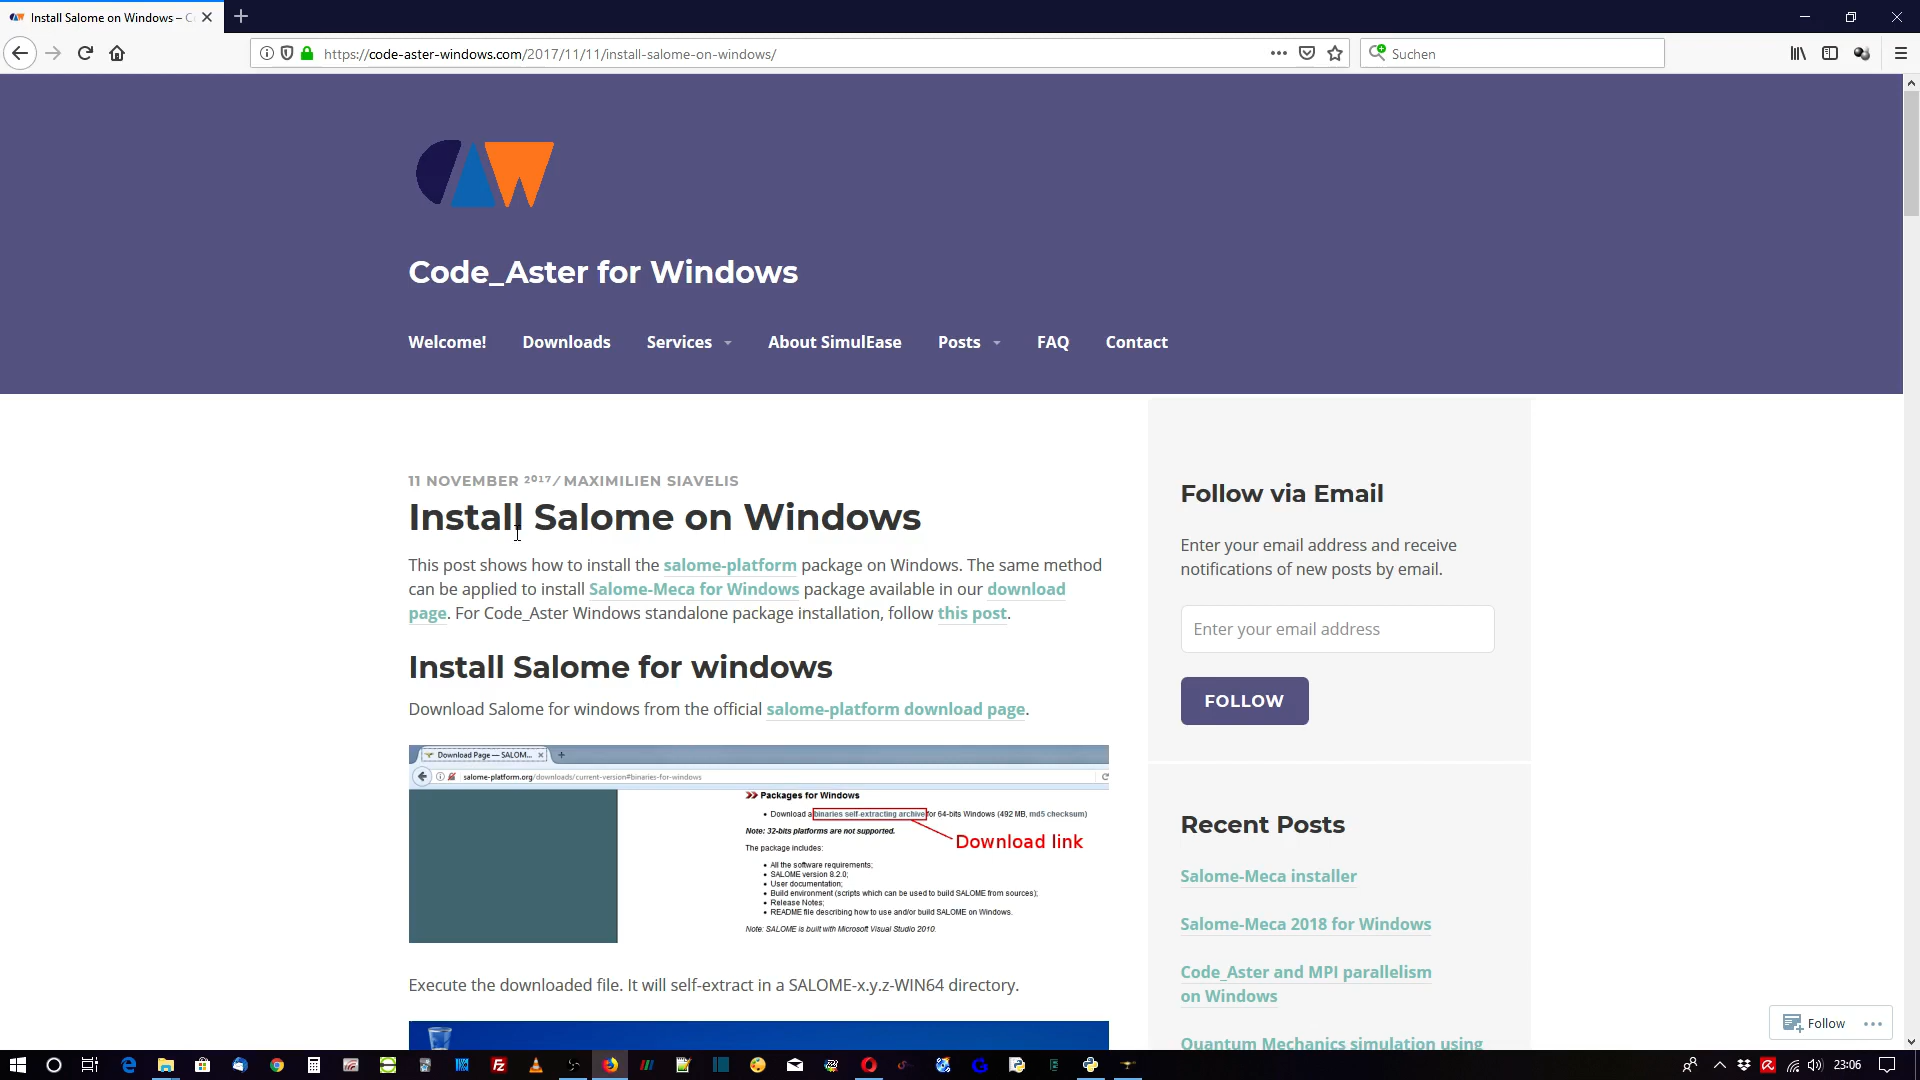 Install Salome on Windows – C
https://code-aster-windows.com/2017/11/11/install-salome-on-windows/
Suchen
Code_Aster for Windows
Welcome!
Downloads
Services
About SimulEase
Posts
FAQ
Contact
11 NOVEMBER 2017/MAXIMILIEN SIAVELIS
Install Salome on Windows
This post shows how to install the salome-platform package on Windows. The same method
can be applied to install Salome-Meca for Windows package available in our download
page. For Code_Aster Windows standalone package installation, follow this post.
Install Salome for windows
Download Salome for windows from the official salome-platform download page.
Download Page — SALOM...
salome-platform.org/downloads/current-version#binaries-for-windows
Packages for Windows
Download a binaries self-extracting archive for 64-bits Windows (492 MB, md5 checksum)
Note: 32-bits platforms are not supported.
Download link
The package includes:
All the software requirements;
SALOME version 8.2.0;
User documentation;
Build environment (scripts which can be used to build SALOME from sources);
Release Notes;
README file describing how to use and/or build SALOME on Windows.
Note: SALOME is built with Microsoft Visual Studio 2010.
Execute the downloaded file. It will self-extract in a SALOME-x.y.z-WIN64 directory.
Follow via Email
Enter your email address and receive
notifications of new posts by email.
Enter your email address
FOLLOW
Recent Posts
Salome-Meca installer
Salome-Meca 2018 for Windows
Code_Aster and MPI parallelism
on Windows
Quantum Mechanics simulation using
Follow
23:06